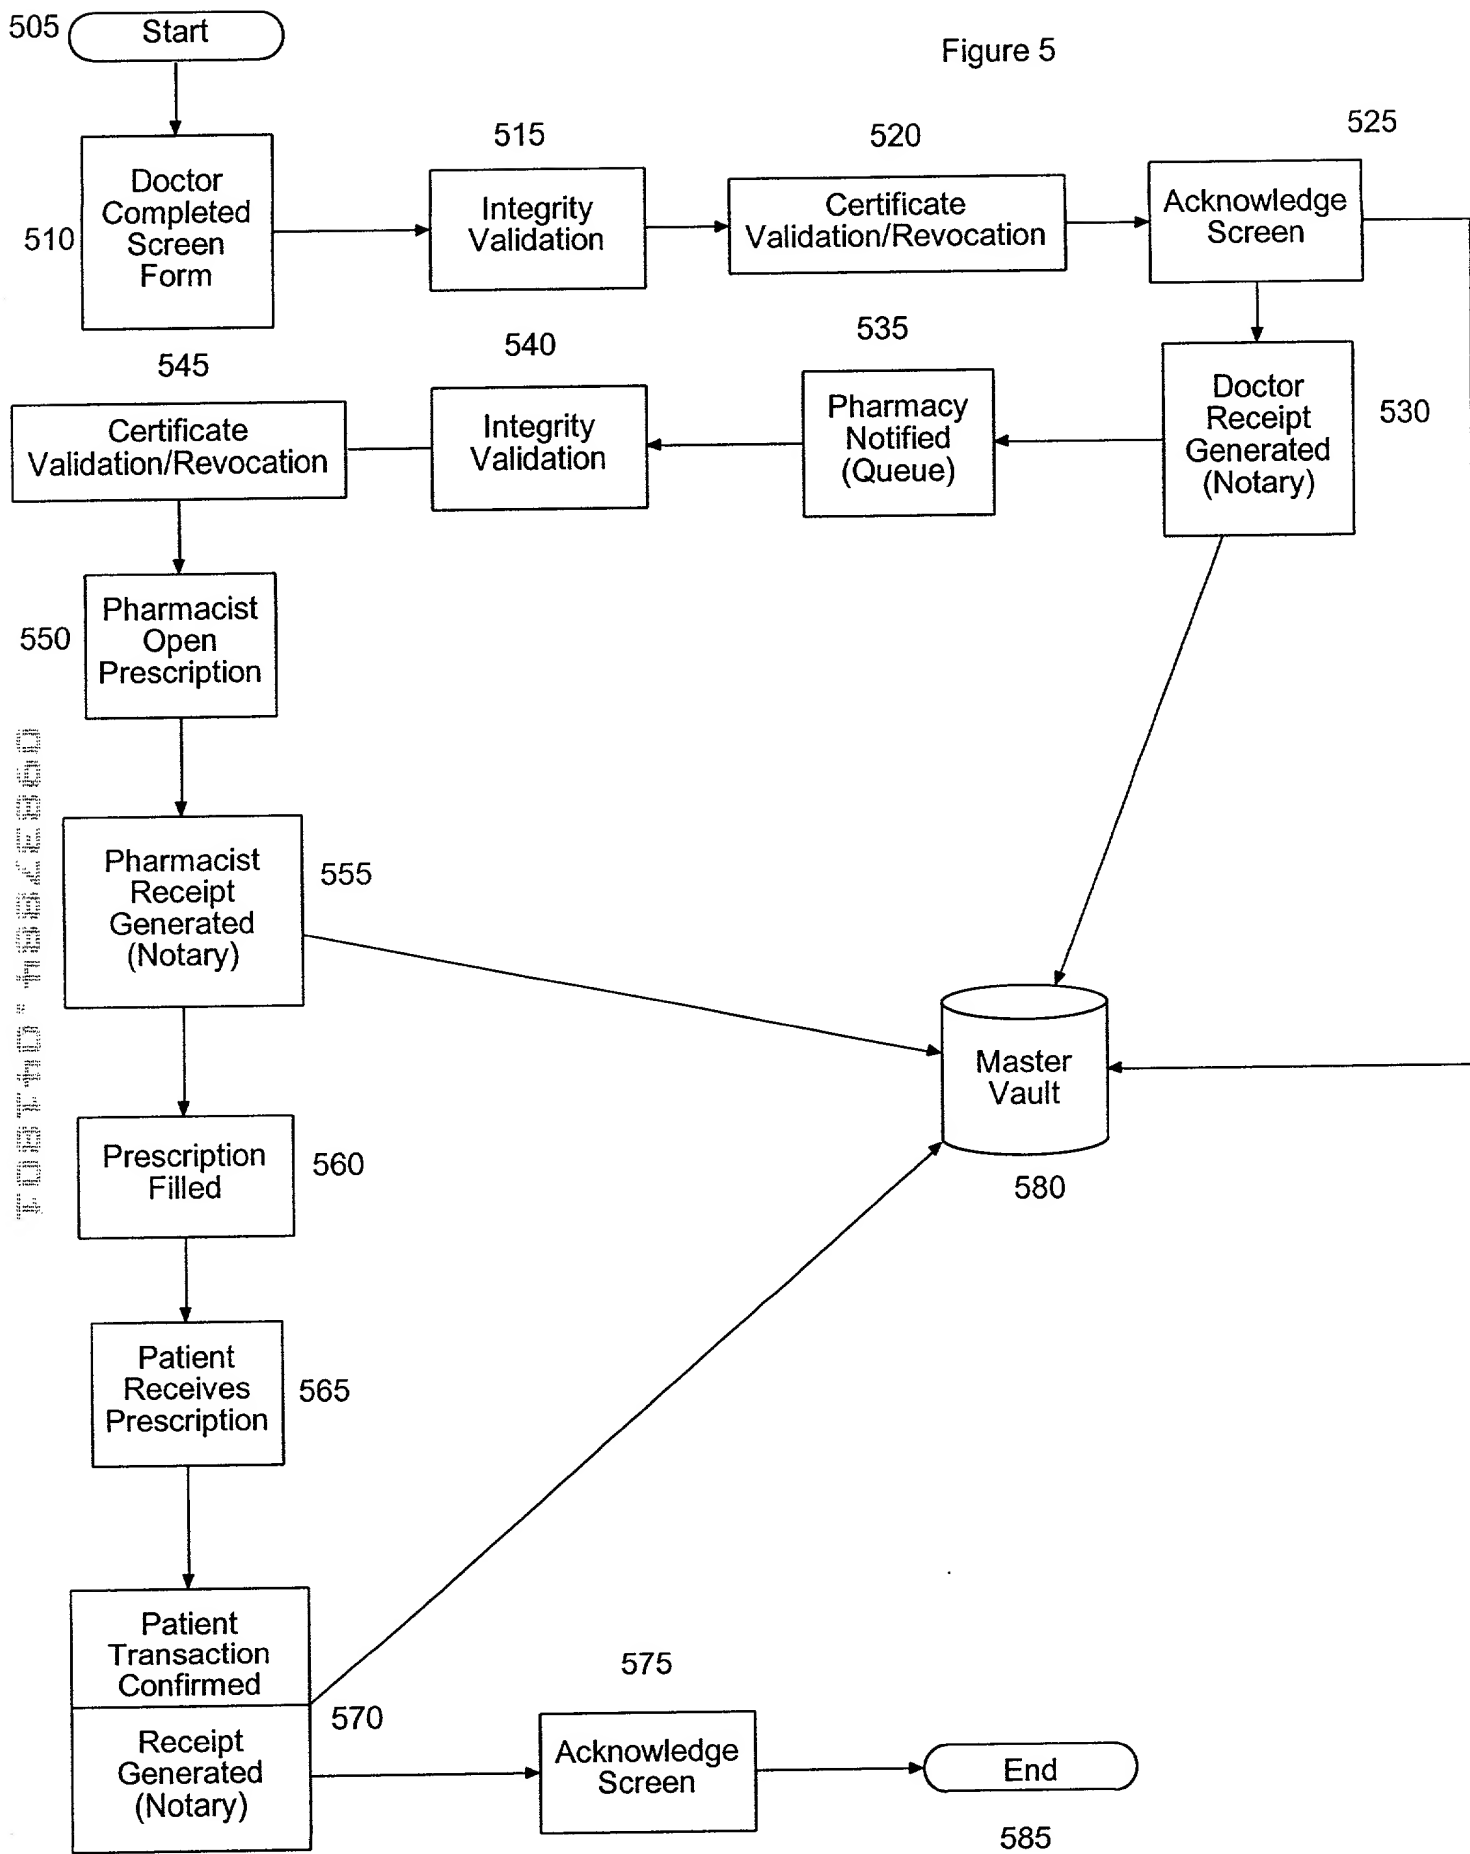 505
Start
Figure 5
510
Doctor
Completed
Screen
Form
515
Integrity
Validation
520
Certificate
Validation/Revocation
525
Acknowledge
Screen
530
Doctor
Receipt
Generated
(Notary)
535
Pharmacy
Notified
(Queue)
540
Integrity
Validation
545
Certificate
Validation/Revocation
550
Pharmacist
Open
Prescription
Pharmacist
Receipt
Generated
(Notary)
555
Prescription
Filled
560
Patient
Receives
Prescription
565
Patient
Transaction
Confirmed
Receipt
Generated
(Notary)
570
575
Acknowledge
Screen
End
585
Master
Vault
580